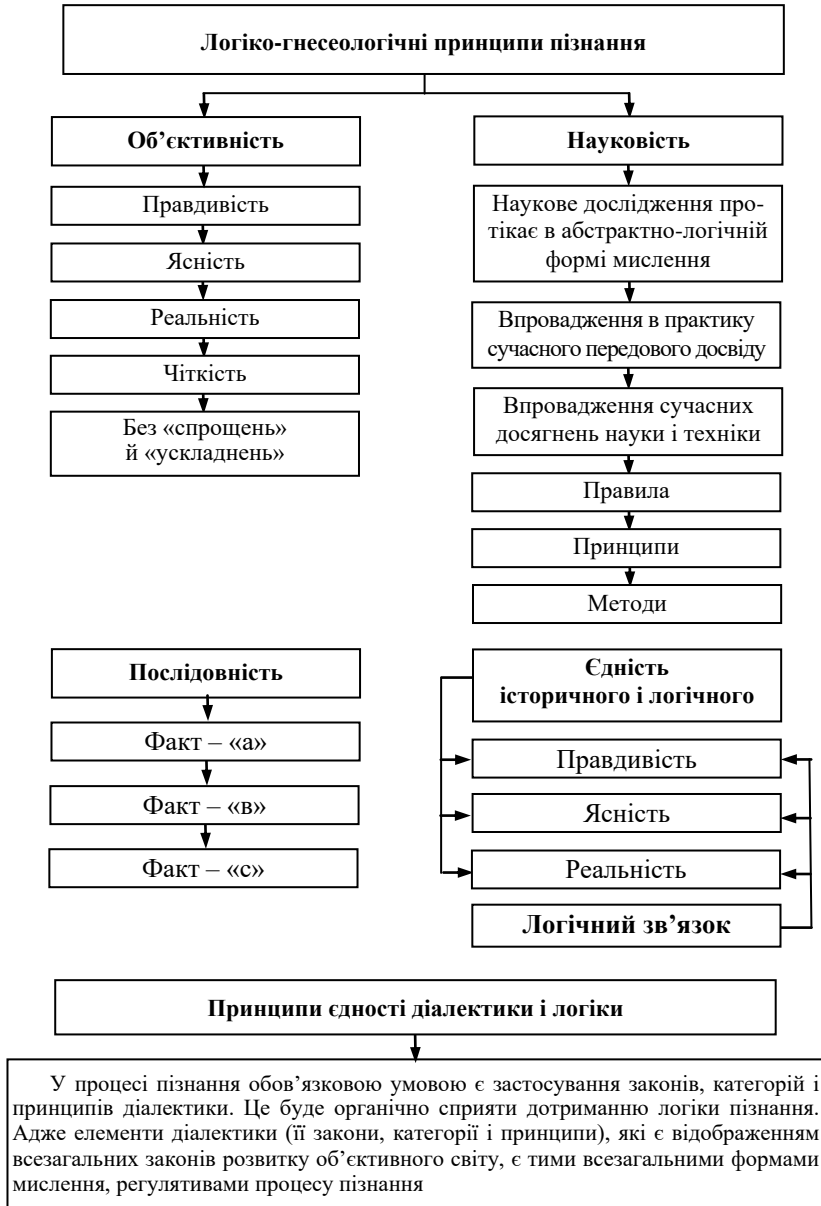 Логіко-гнесеологічні принципи пізнання
Об’єктивність
Правдивість
Ясність
Реальність
Чіткість
Без «спрощень»
й «ускладнень»
Науковість
Наукове дослідження про-
тікає в абстрактно-логічній
формі мислення
Впровадження в практику
сучасного передового досвіду
Впровадження сучасних
досягнень науки і техніки
Правила
Принципи
Методи
Послідовність
Факт – «а»
Факт – «в»
Факт – «с»
Єдність
історичного і логічного
Правдивість
Ясність
Реальність
Логічний зв’язок
Принципи єдності діалектики і логіки
У процесі пізнання обов’язковою умовою є застосування законів, категорій і
принципів діалектики. Це буде органічно сприяти дотриманню логіки пізнання.
Адже елементи діалектики (її закони, категорії і принципи), які є відображенням
всезагальних законів розвитку об’єктивного світу, є тими всезагальними формами
мислення, регулятивами процесу пізнання